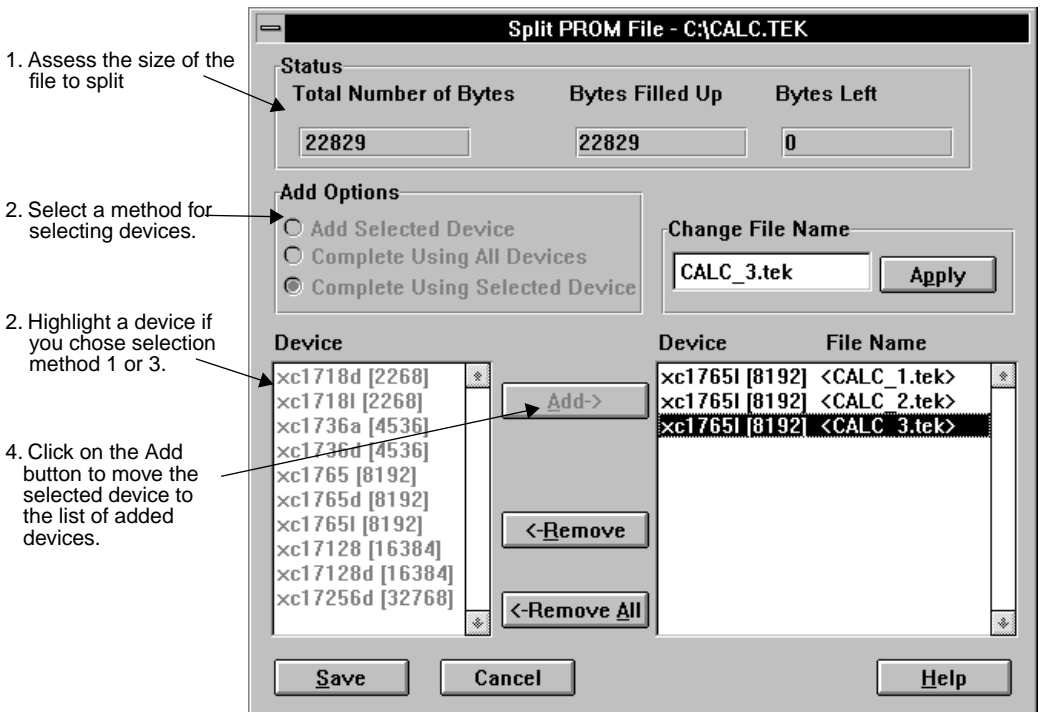 Split PROM File - C:\CALC.TEK
1. Assess the size of the
file to split
Status
Total Number of Bytes Bytes Filled Up Bytes Left
22829 22829 0
2. Select a method for
selecting devices.
Add Options
Add Selected Device
Complete Using All Devices
Complete Using Selected Device
Change File Name
CALC_3.tek Apply
2. Highlight a device if
you chose selection
method 1 or 3.
Device
xc1718d [2268]
xc1718l [2268]
xc1736a [4536]
xc1736d [4536]
xc1765 [8192]
xc1765d [8192]
xc1765l [8192]
xc17128 [16384]
xc17128d [16384]
xc17256d [32768]
4. Click on the Add
button to move the
selected device to
the list of added
devices.
Add->
<-Remove
<-Remove All
Device File Name
xc1765l [8192] <CALC_1.tek>
xc1765l [8192] <CALC_2.tek>
xc1765l [8192] <CALC_3.tek>
Save Cancel Help